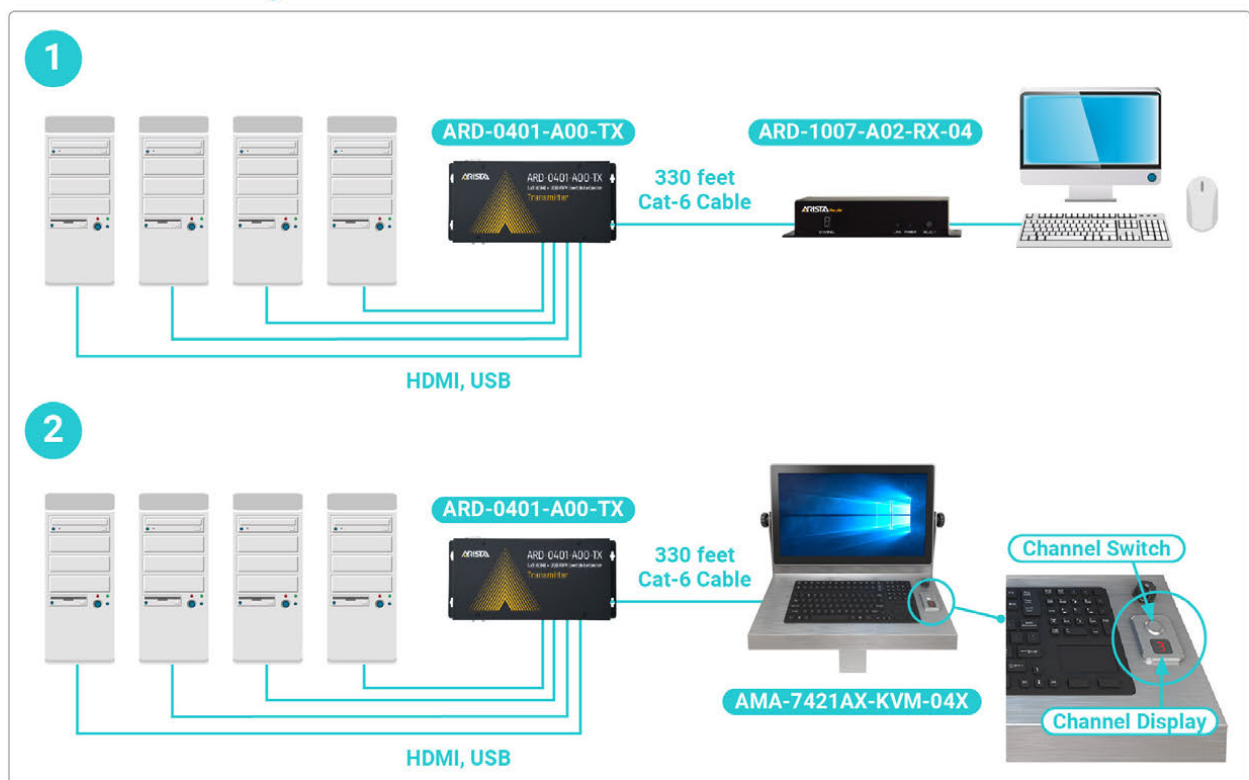 1
ARD-0401-A00-TX
ARD-1007-A02-RX-04
ARISTA
ARD-0401-A00-TX
Transmitter
330 feet
Cat-6 Cable
ARISTA
HDMI, USB
2
ARD-0401-A00-TX
ARISTA
ARD-0401-A00-TX
Transmitter
330 feet
Cat-6 Cable
Channel Switch
AMA-7421AX-KVM-04X
Channel Display
HDMI, USB